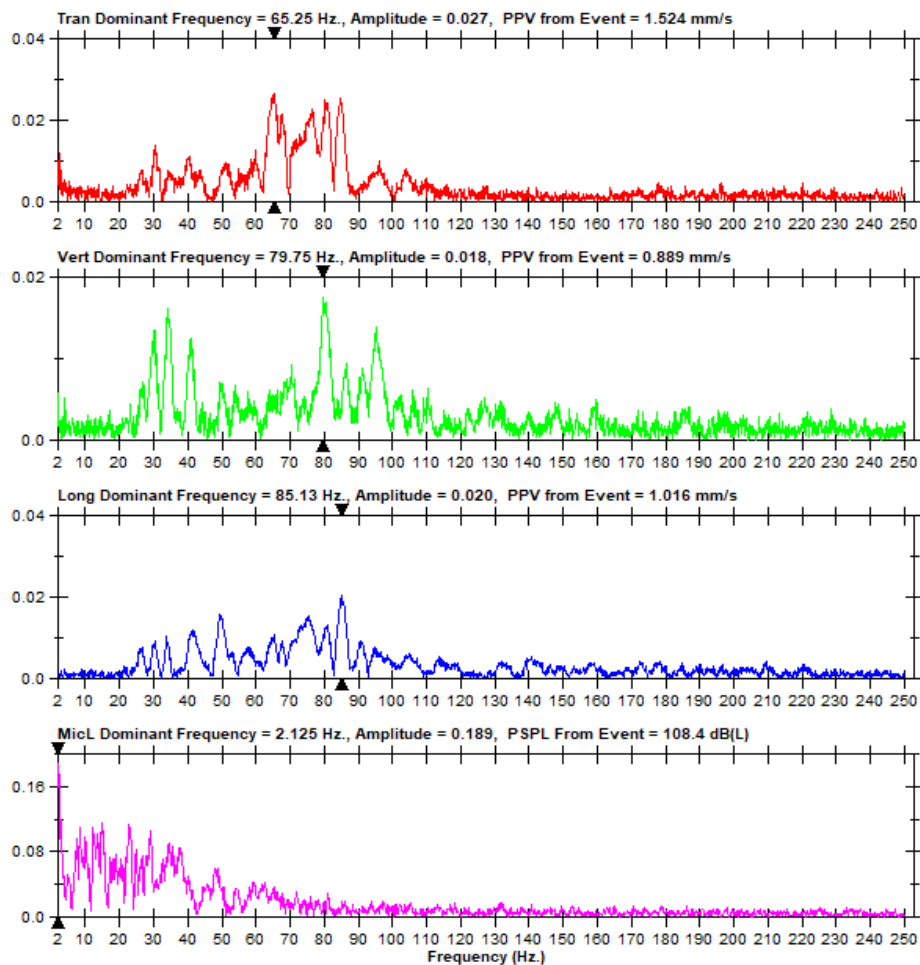 Tran Dominant Frequency = 65.25 Hz., Amplitude = 0.027, PPV from Event = 1.524 mm/s
0.04
0.02
0.0
2 10 20 30 40 50 60 70 80 90 100 110 120 130 140 150 160 170 180 190 200 210 220 230 250
Vert Dominant Frequency = 79.75 Hz., Amplitude = 0.018, PPV from Event = 0.889 mm/s
0.02
0.0
2 10 20 30 40 50 60 70 80 90 100 110 120 130 140 150 160 170 180 190 200 210 220 230 250
Long Dominant Frequency = 85.13 Hz., Amplitude = 0.020, PPV from Event = 1.016 mm/s
0.04
0.02
0.0
2 10 20 30 40 50 60 70 80 90 100 110 120 130 140 150 160 170 180 190 200 210 220 230 250
MicL Dominant Frequency = 2.125 Hz., Amplitude = 0.189, PSPL From Event = 108.4 dB(L)
0.16
0.08
0.0
2 10 20 30 40 50 60 70 80 90 100 110 120 130 140 150 160 170 180 190 200 210 220 230 250
Frequency (Hz.)